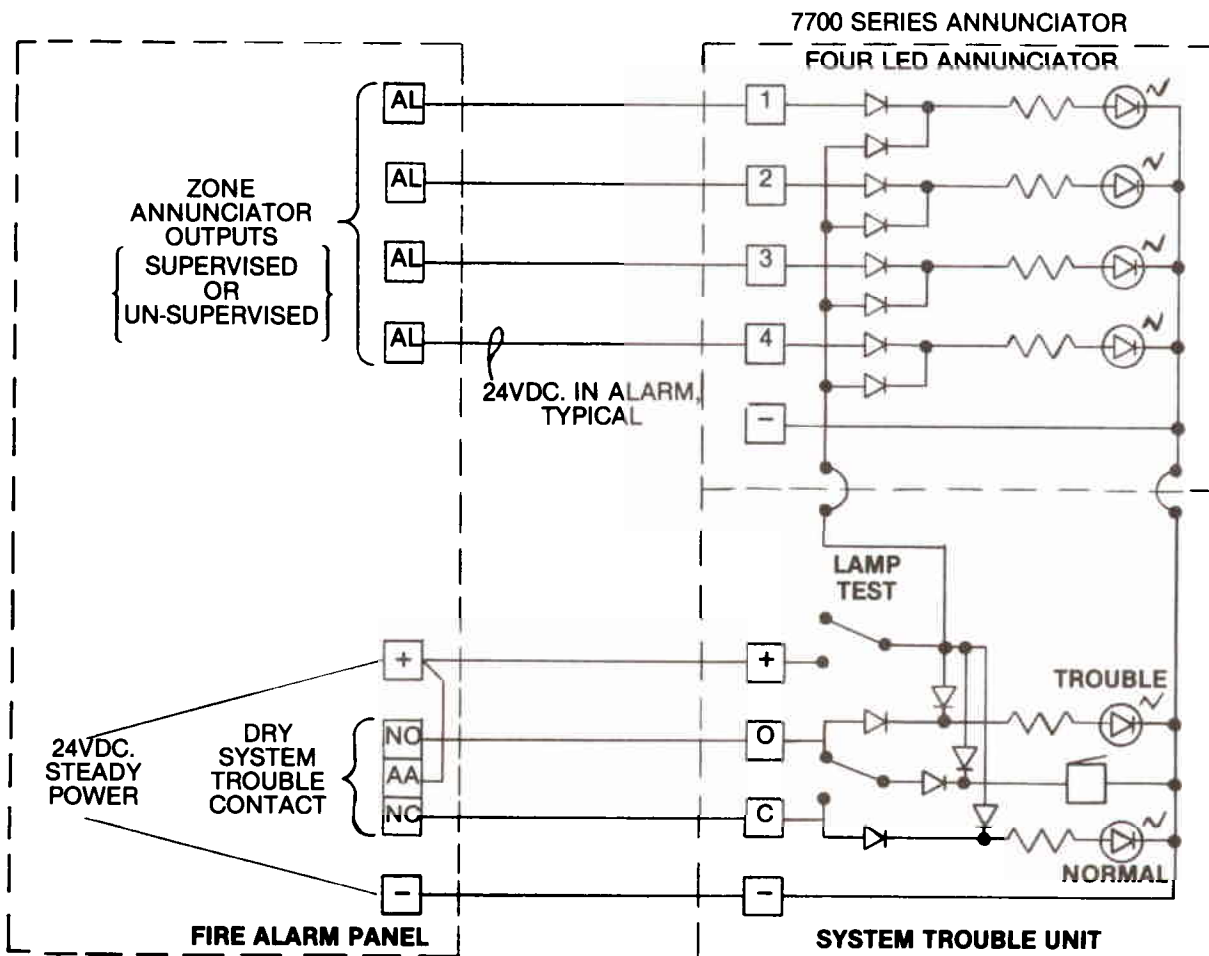 7700 SERIES ANNUNCIATOR
FOUR LED ANNUNCIATOR
AL
1
AL
2
ZONE
ANNUNCIATOR
OUTPUTS
SUPERVISED
OR
UN-SUPERVISED
AL
3
AL
4
24VDC. IN ALARM,
TYPICAL
−
LAMP
TEST
+
+
TROUBLE
24VDC.
STEADY
POWER
DRY
SYSTEM
TROUBLE
CONTACT
NO
AA
NC
O
C
NORMAL
−
−
FIRE ALARM PANEL
SYSTEM TROUBLE UNIT